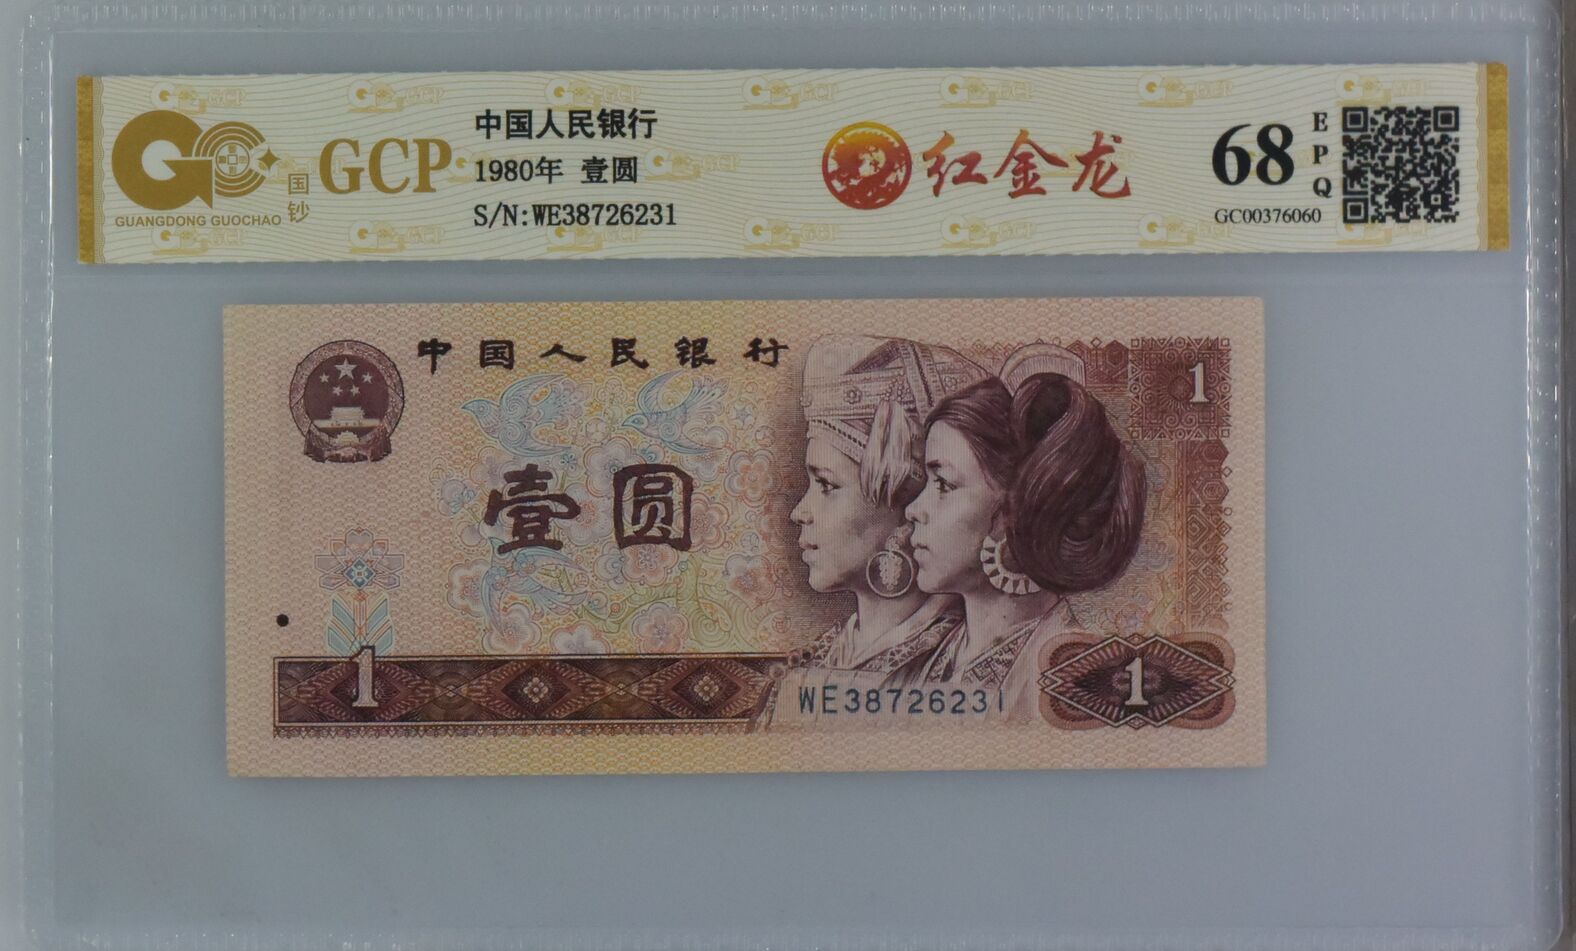 GUANGDONG GUOCHAO
国钞
GCP
中国人民银行
1980年 壹圆
S/N:WE38726231
红金龙
68
EPQ
GC00376060
中国人民银行
1
壹圆
1
WE38726231
1